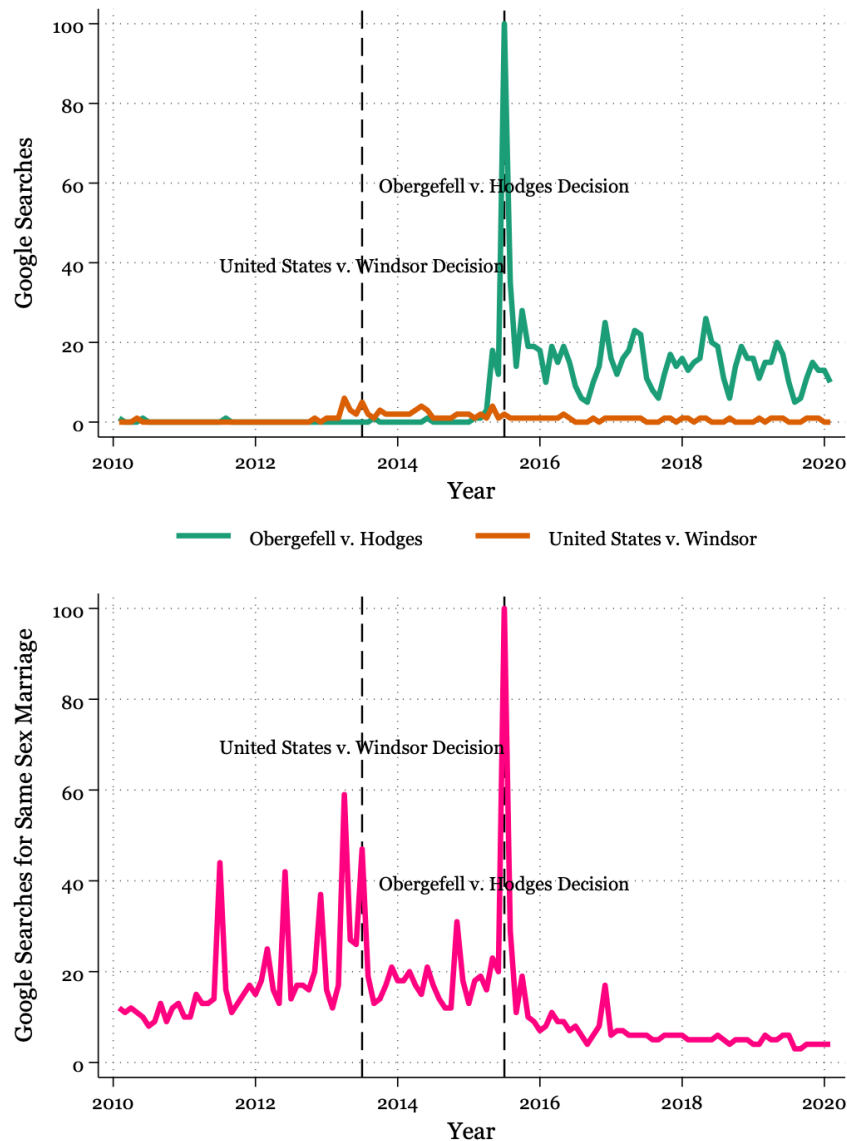 100
80
Google Searches
60
Obergefell v. Hodges Decision
40
United States v. Windsor Decision
20
0
2010 2012 2014 2016 2018 2020
Year
Obergefell v. Hodges United States v. Windsor
100
Google Searches for Same Sex Marriage
80
United States v. Windsor Decision
60
40
Obergefell v. Hodges Decision
20
0
2010 2012 2014 2016 2018 2020
Year